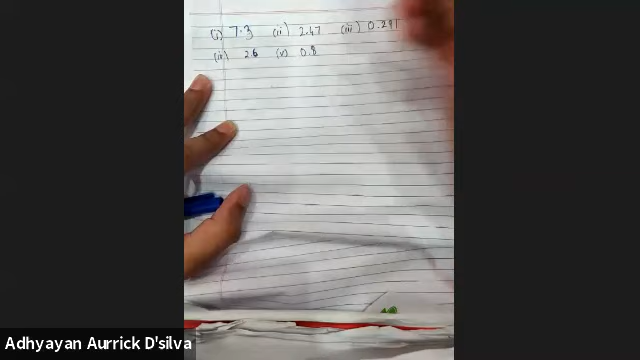 (i) 7.3 (ii) 2.47 (iii) 0.291
(iv) 26 (v) 0.8
Adhyayan Aurrick D'silva